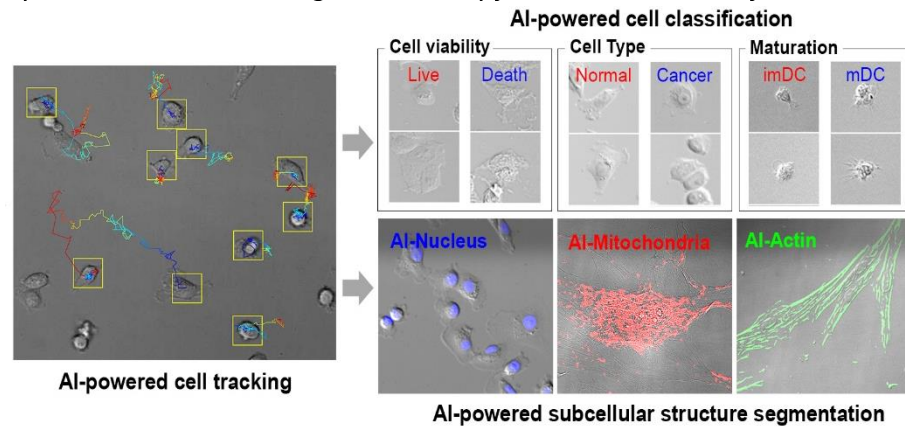 AI-powered cell classification
Cell viability
Cell Type
Maturation
Live
Death
Normal
Cancer
imDC
mDC
AI-Nucleus
AI-Mitochondria
AI-Actin
AI-powered cell tracking
AI-powered subcellular structure segmentation